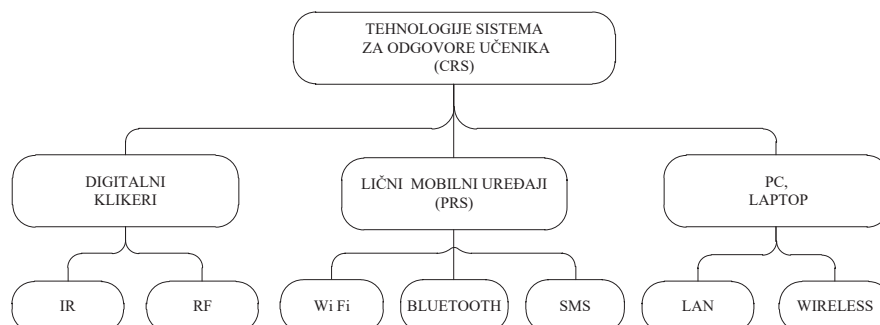 TEHNOLOGIJE SISTEMA
ZA ODGOVORE UČENIKA
(CRS)
DIGITALNI
KLIKERI
LIČNI MOBILNI UREĐAJI
(PRS)
PC,
LAPTOP
IR
RF
Wi Fi
BLUETOOTH
SMS
LAN
WIRELESS